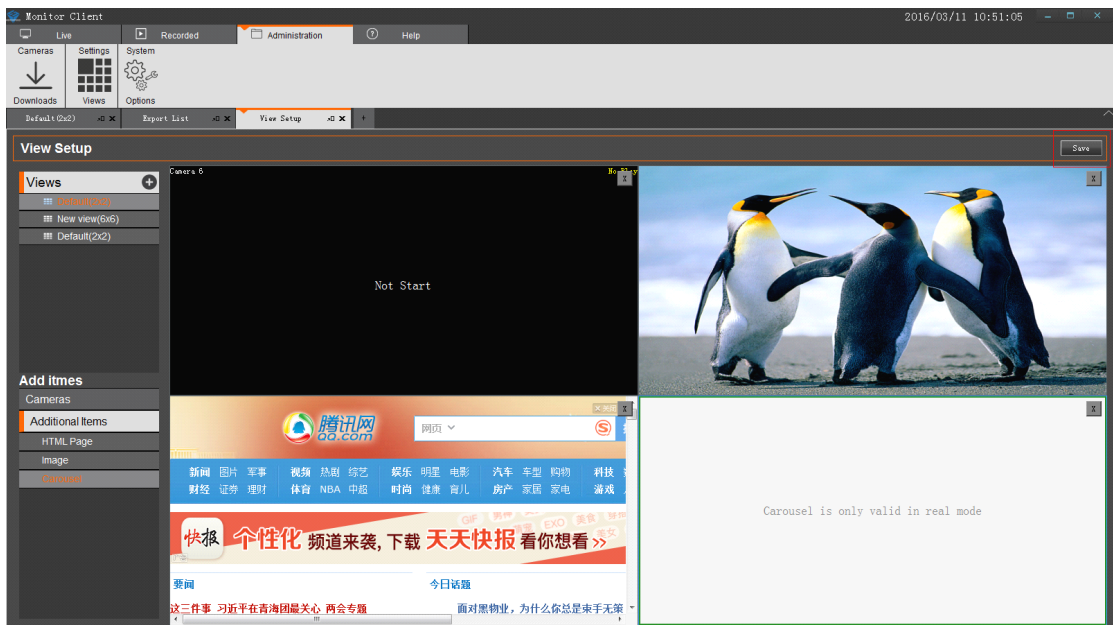 Monitor Client
2016/03/11 10:51:05
Live
Recorded
Administration
Help
Cameras
Settings
System
Downloads
Views
Options
Default(2x2)
Export List
View Setup
View Setup
Save
Views
Default(2x2)
New view(6x6)
Default(2x2)
Add itmes
Cameras
Additional Items
HTML Page
Image
Carousel
Camera 6
Not Start
X
X
腾讯网
QQ.com
网页
X
新闻 图片 军事 视频 热剧 综艺 娱乐 明星 电影 汽车 车型 购物 科技
财经 证券 理财 体育 NBA 中超 时尚 健康 育儿 房产 家居 家电 游戏
快报 个性化 频道来袭,下载 天天快报 看你想看
要闻
今日话题
这三件事 习近平在青海团最关心 两会专题
面对黑物业，为什么你总是束手无策
X
Carousel is only valid in real mode